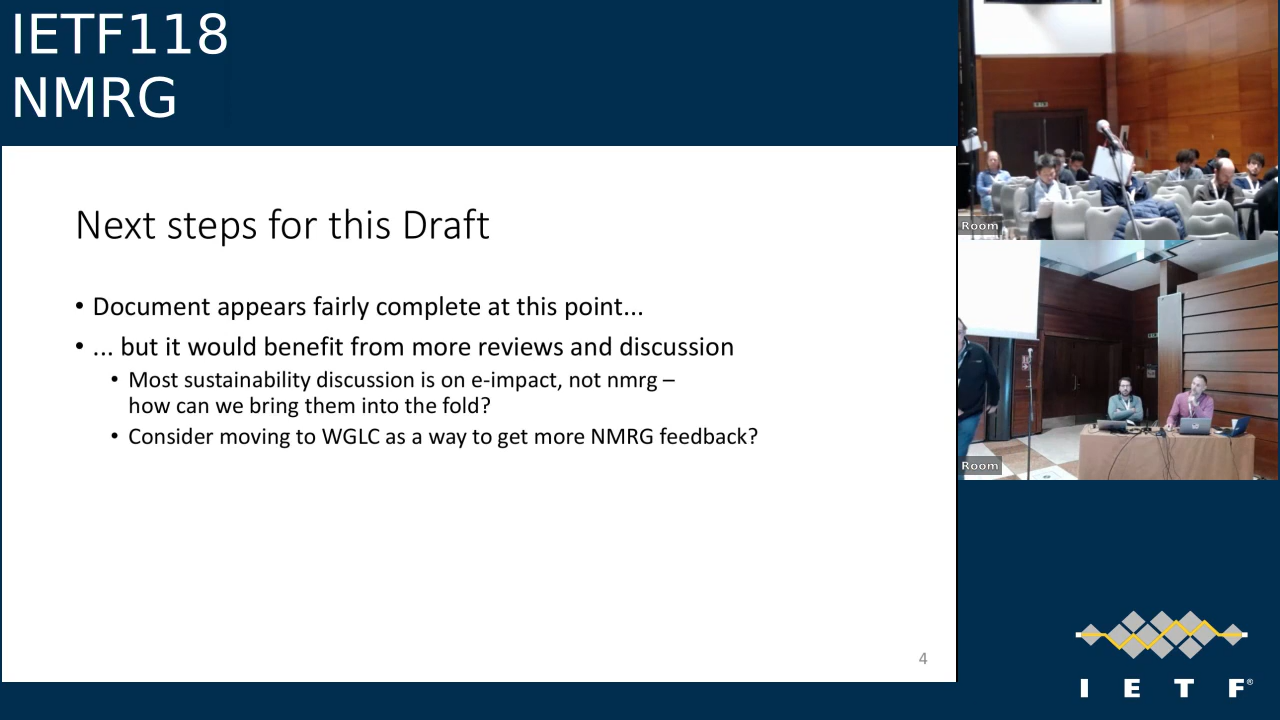 IETF118
NMRG
Next steps for this Draft
• Document appears fairly complete at this point...
• ... but it would benefit from more reviews and discussion
• Most sustainability discussion is on e-impact, not nmrg –
how can we bring them into the fold?
• Consider moving to WGLC as a way to get more NMRG feedback?
4
Room
Room
I E T F®